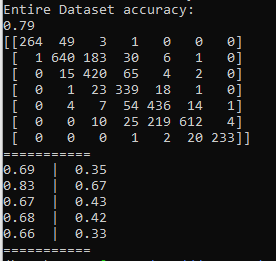 Entire Dataset accuracy:
0.79
[[264 49 3 1 0 0 0]
[ 1 640 183 30 6 1 0]
[ 0 15 420 65 4 2 0]
[ 0 1 23 339 18 1 0]
[ 0 4 7 54 436 14 1]
[ 0 0 10 25 219 612 4]
[ 0 0 0 1 2 20 233]]
===========
0.69 | 0.35
0.83 | 0.67
0.67 | 0.43
0.68 | 0.42
0.66 | 0.33
===========